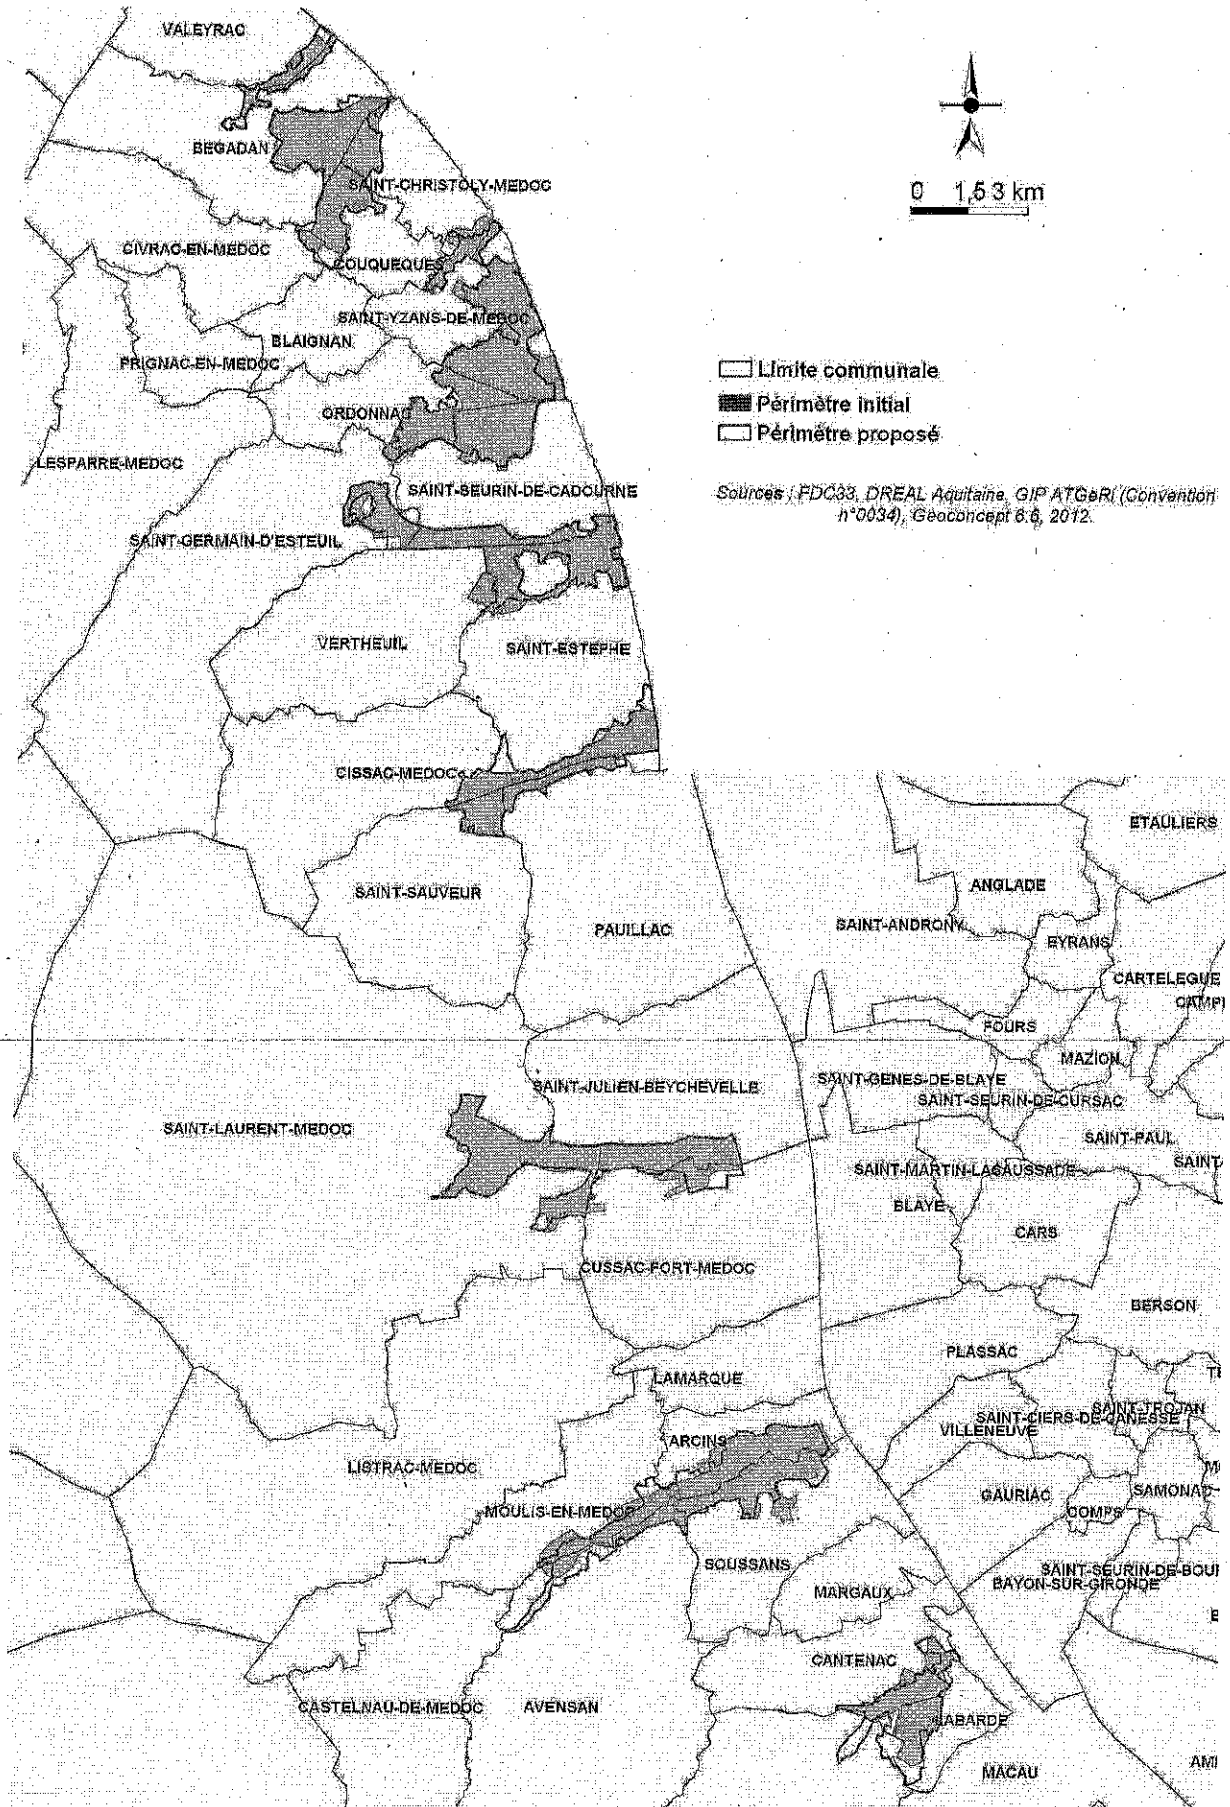 VALEYRAC
BEGADAN
SAINT-CHRISTOLY-MEDOC
0 1,5 3 km
CIVRAC-EN-MEDOC
COUQUEQUES
SAINT-YZANS-DE-MEDOC
BLAIGNAN
PRIGNAC-EN-MEDOC
Limite communale
Périmètre initial
Périmètre proposé
ORDONNAC
LESPARRE-MEDOC
SAINT-SEURIN-DE-CADOURNE
Sources : FDC33, DREAL Aquitaine, GIP ATGeRi (Convention
n°0034), Géoconcept 6.6, 2012.
SAINT-GERMAIN-D'ESTEUIL
VERTHEUIL
SAINT-ESTEPHE
CISSAC-MEDOC
ETAULIERS
ANGLADE
SAINT-SAUVEUR
PAUILLAC
SAINT-ANDRONY
EYRANS
CARTELEGUE
CAMP
FOURS
MAZION
SAINT-JULIEN-BEYCHEVELLE
SAINT-GENES-DE-BLAYE
SAINT-SEURIN-DE-CURSAC
SAINT-LAURENT-MEDOC
SAINT-PAUL
SAINT-MARTIN-LACAUSSADE
SAINT
BLAYE
CARS
CUSSAC-FORT-MEDOC
BERSON
PLASSAC
LAMARQUE
TE
SAINT-TROJAN
SAINT-CIERS-DE-CANESSE
VILLENEUVE
ARCINS
LISTRAC-MEDOC
GAURIAC
SAMONAC
COMPS
MOULIS-EN-MEDOC
SOUSSANS
SAINT-SEURIN-DE-BOU
BAYON-SUR-GIRONDE
MARGAUX
CANTENAC
CASTELNAU-DE-MEDOC
AVENSAN
LABARDE
MACAU